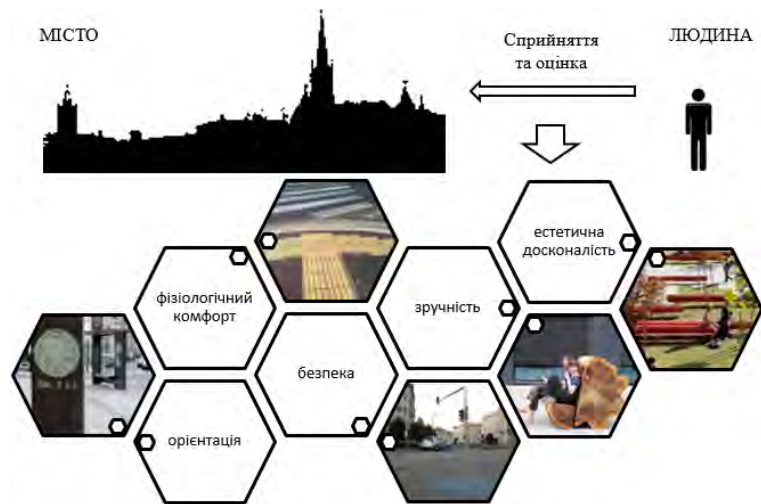 МІСТО
Сприйняття
та оцінка
ЛЮДИНА
естетична
досконалість
фізіологічний
комфорт
зручність
безпека
орієнтація